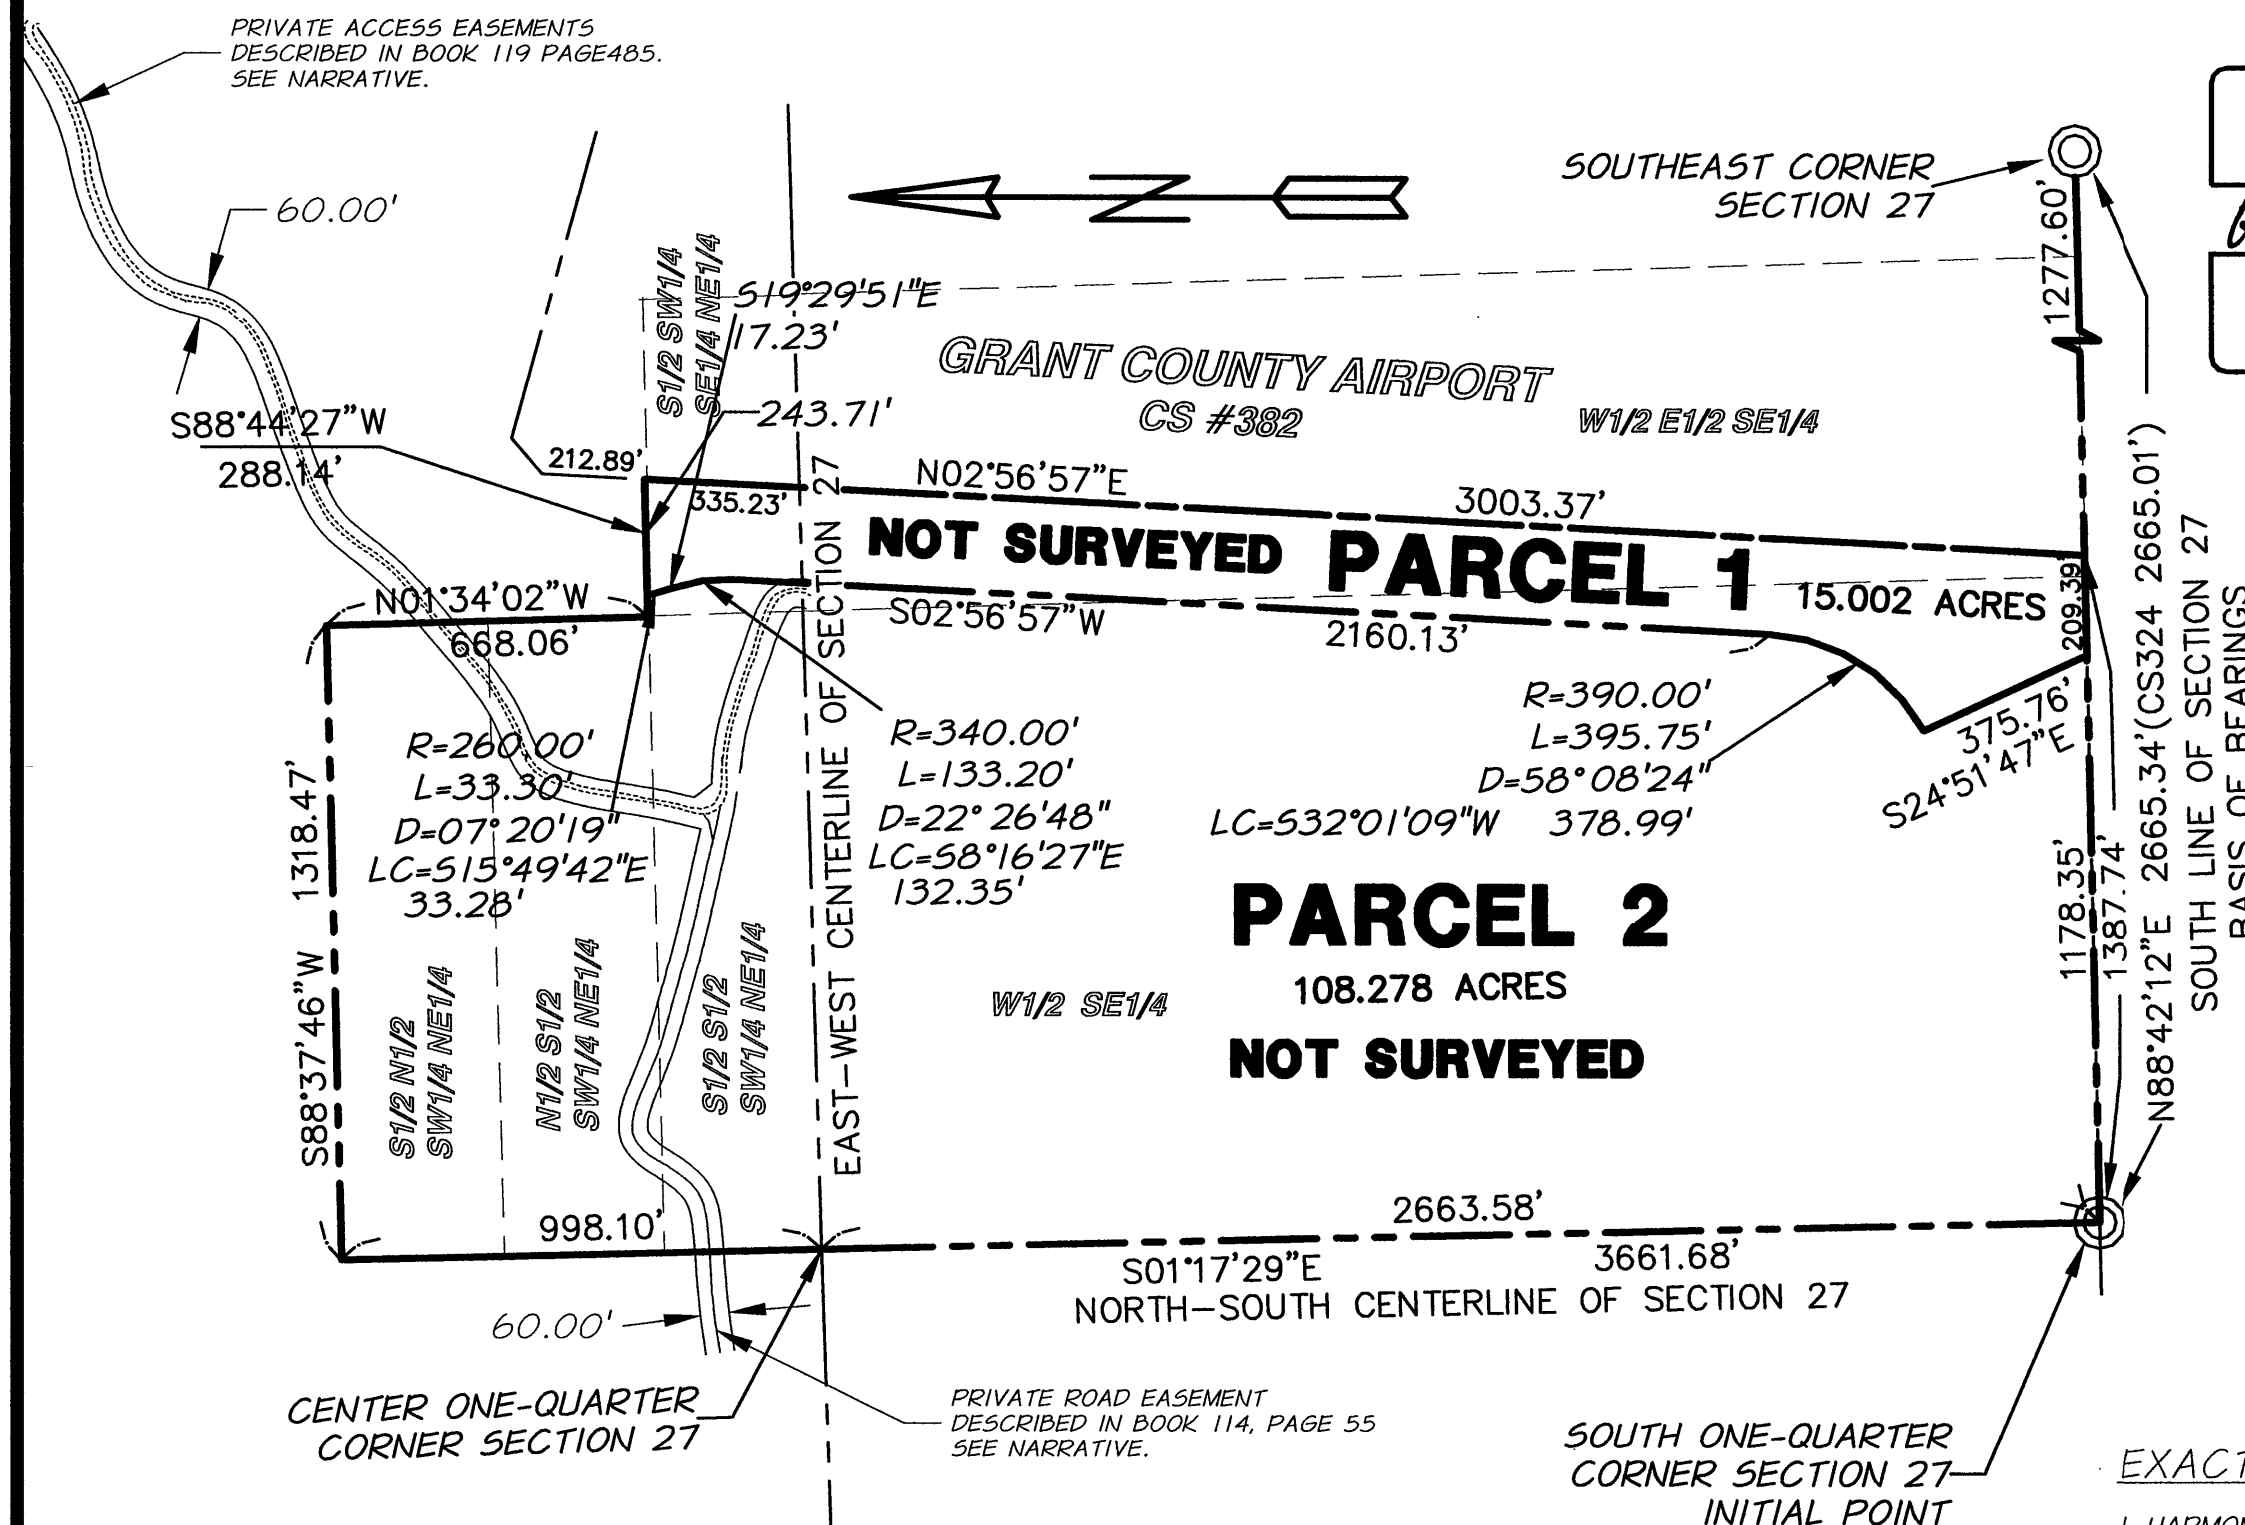 PRIVATE ACCESS EASEMENTS
DESCRIBED IN BOOK 119 PAGE485.
SEE NARRATIVE.
60.00'
SOUTHEAST CORNER
SECTION 27
1277.60'
S1/2 SW1/4
SE1/4 NE1/4
S19°29'51"E
17.23'
GRANT COUNTY AIRPORT
CS #382
W1/2 E1/2 SE1/4
S88°44'27"W
288.14'
243.71'
212.89'
335.23'
N02°56'57"E
3003.37'
NOT SURVEYED PARCEL 1
15.002 ACRES
209.39'
N01°34'02"W
668.06'
S02°56'57"W
2160.13'
R=260.00'
L=33.30'
D=07°20'19"
LC=S15°49'42"E
33.28'
R=340.00'
L=133.20'
D=22°26'48"
LC=S8°16'27"E
132.35'
R=390.00'
L=395.75'
D=58°08'24"
LC=S32°01'09"W 378.99'
375.76'
S24°51'47"E
1178.35'
1387.74'
N88°42'12"E 2665.34'(CS324 2665.01')
SOUTH LINE OF SECTION 27
BASIS OF BEARINGS
S88°37'46"W 1318.47'
S1/2 N1/2
SW1/4 NE1/4
N1/2 S1/2
SW1/4 NE1/4
S1/2 S1/2
SW1/4 NE1/4
EAST-WEST CENTERLINE OF SECTION 27
PARCEL 2
108.278 ACRES
NOT SURVEYED
W1/2 SE1/4
998.10'
2663.58'
S01°17'29"E
3661.68'
NORTH-SOUTH CENTERLINE OF SECTION 27
60.00'
CENTER ONE-QUARTER
CORNER SECTION 27
PRIVATE ROAD EASEMENT
DESCRIBED IN BOOK 114, PAGE 55
SEE NARRATIVE.
SOUTH ONE-QUARTER
CORNER SECTION 27
INITIAL POINT
EXACT